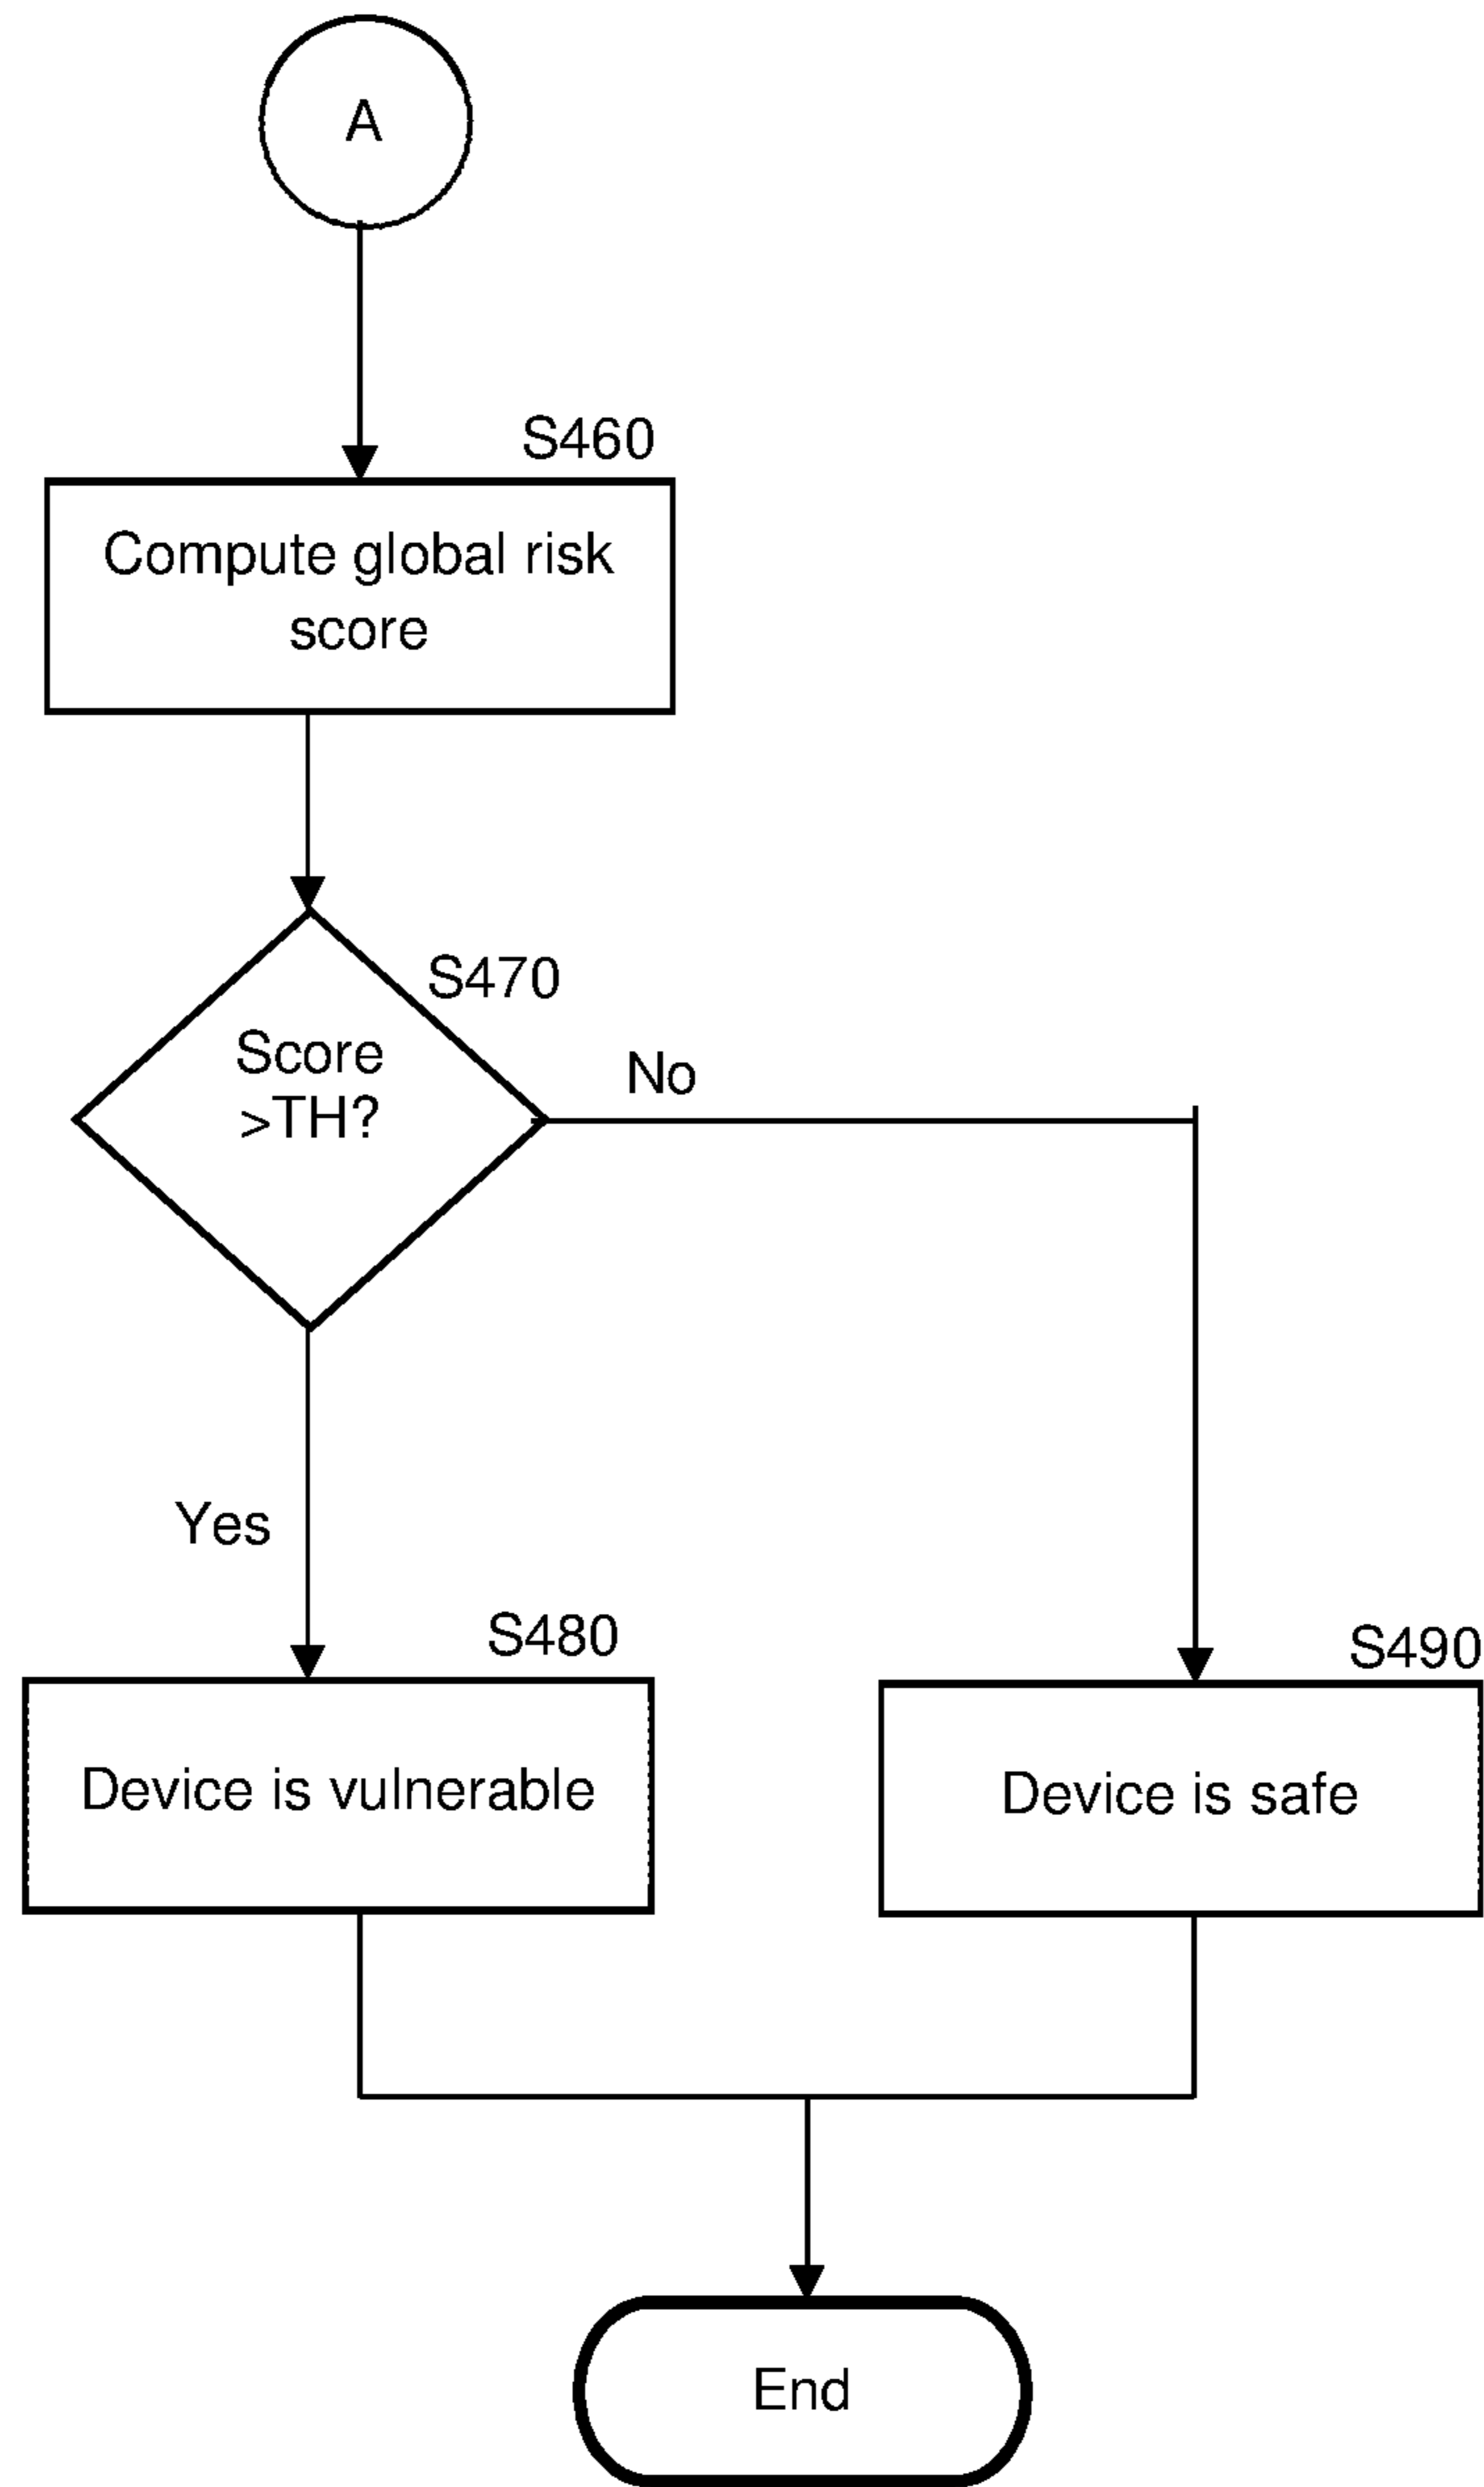 A
S460
Compute global risk
score
S470
Score
>TH?
No
Yes
S480
S490
Device is vulnerable
Device is safe
End